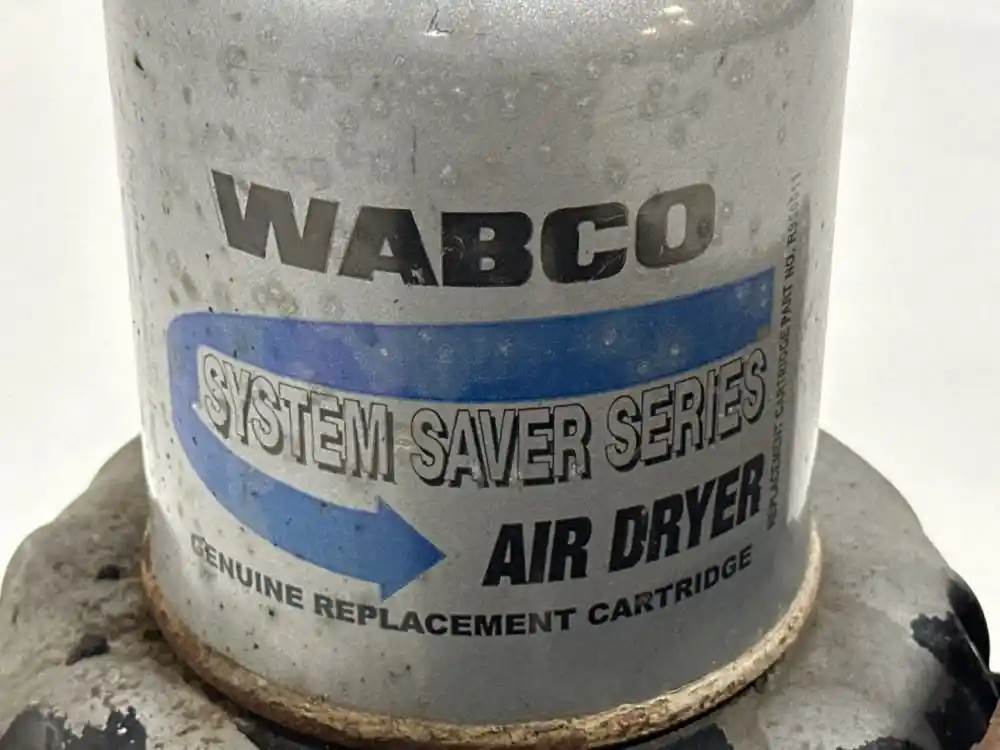 WABCO
SYSTEM SAVER SERIES
AIR DRYER
GENUINE REPLACEMENT CARTRIDGE
REPLACEMENT CARTRIDGE PART NO.